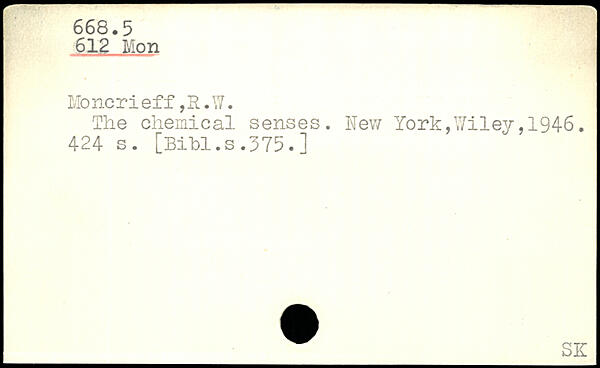 668.5
612 Mon
Moncrieff,R.W.
The chemical senses. New York,Wiley,1946.
424 s. [Bibl.s.375.]
SK